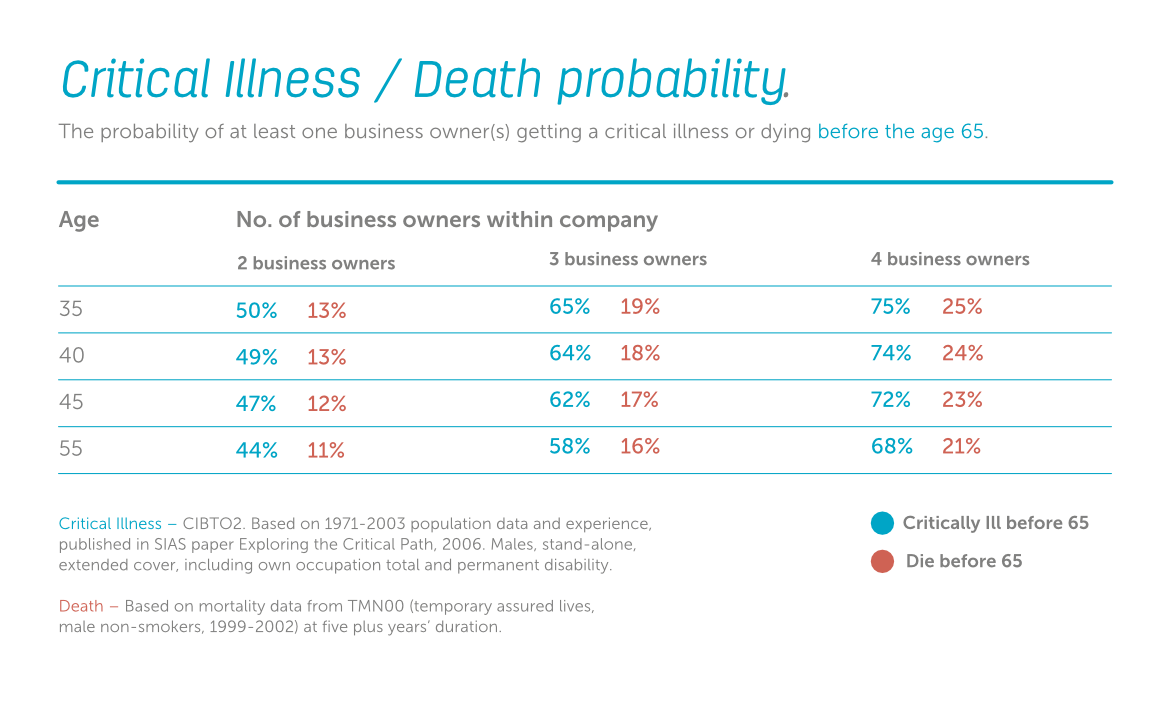 Critical Illness / Death probability.
The probability of at least one business owner(s) getting a critical illness or dying before the age 65.
Age No. of business owners within company
2 business owners 3 business owners 4 business owners
35 50% 13% 65% 19% 75% 25%
40 49% 13% 64% 18% 74% 24%
45 47% 12% 62% 17% 72% 23%
55 44% 11% 58% 16% 68% 21%
Critical Illness – CIBTO2. Based on 1971-2003 population data and experience,
published in SIAS paper Exploring the Critical Path, 2006. Males, stand-alone,
extended cover, including own occupation total and permanent disability.
Death – Based on mortality data from TMN00 (temporary assured lives,
male non-smokers, 1999-2002) at five plus years’ duration.
Critically Ill before 65
Die before 65